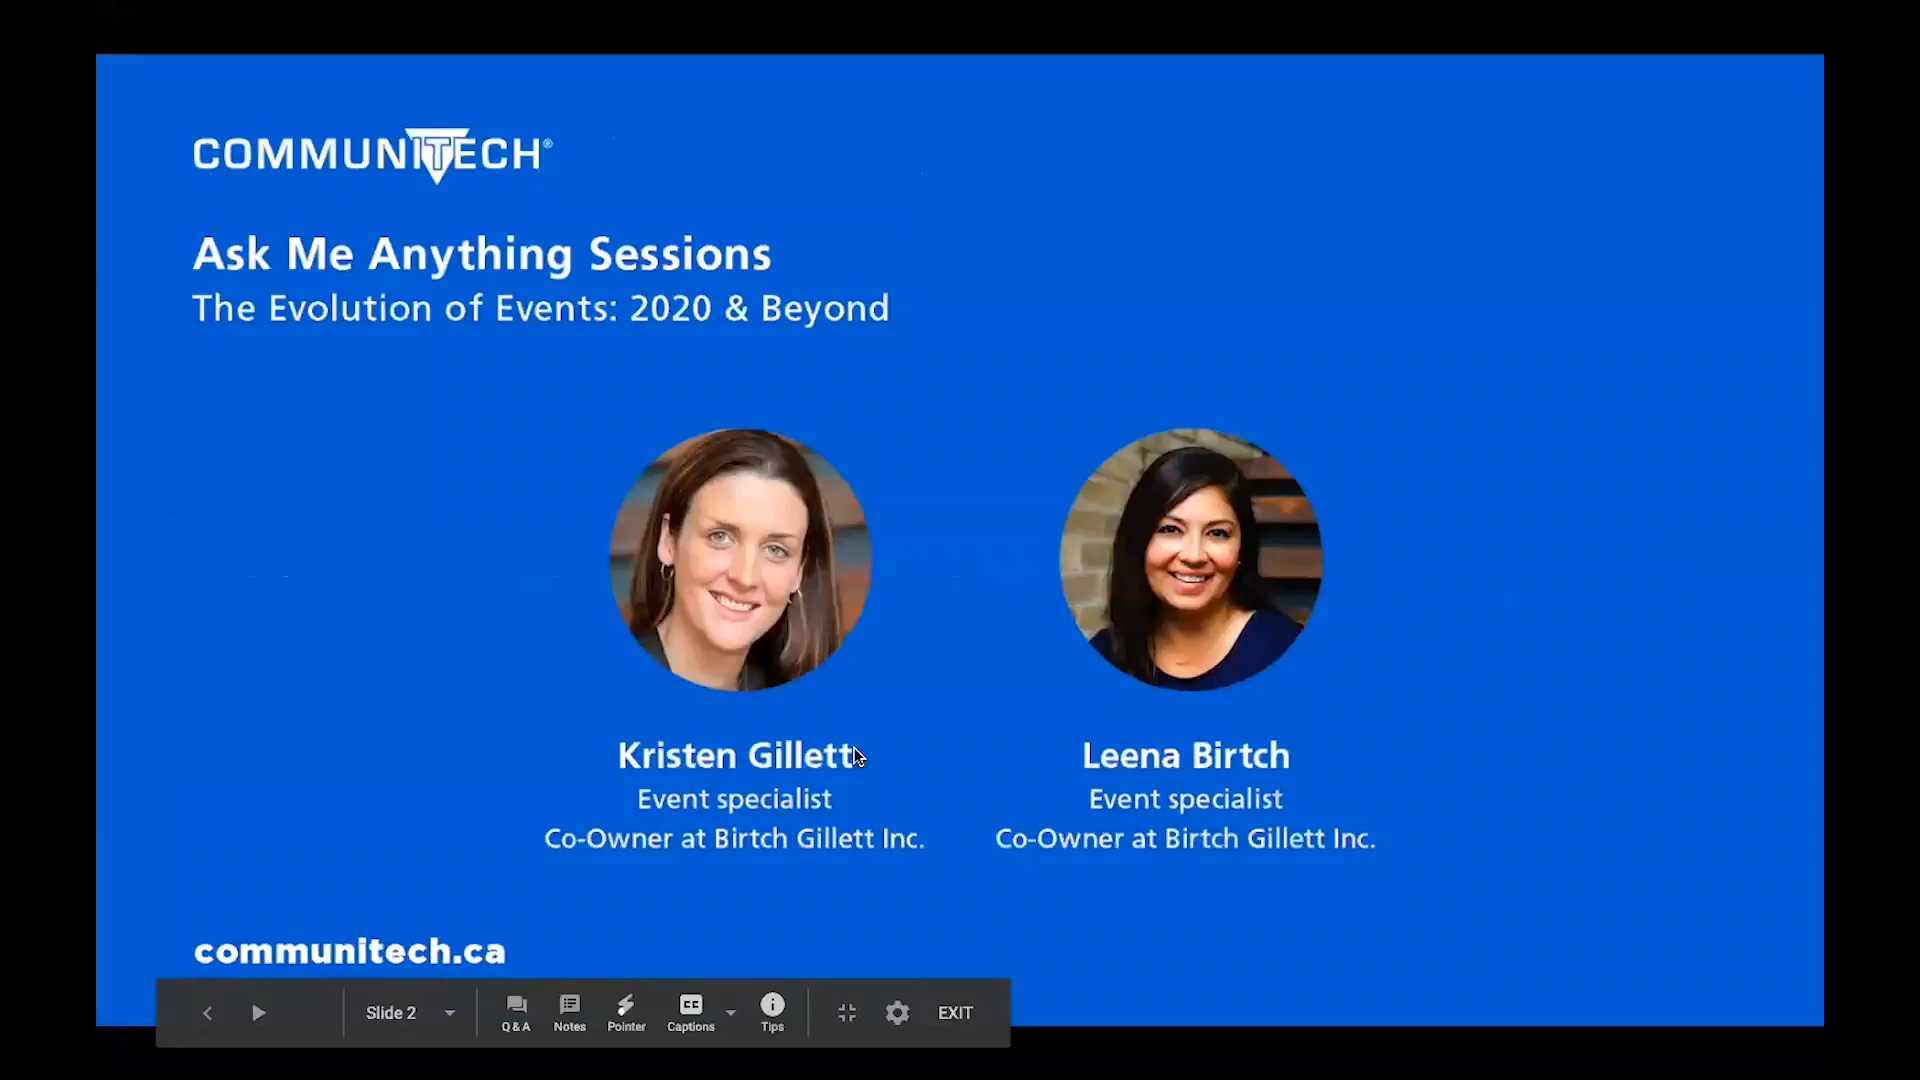 COMMUNITECH®
Ask Me Anything Sessions
The Evolution of Events: 2020 & Beyond
Kristen Gillett
Event specialist
Co-Owner at Birtch Gillett Inc.
Leena Birtch
Event specialist
Co-Owner at Birtch Gillett Inc.
communitech.ca
Slide 2
Q&A
Notes
Pointer
CC
Captions
Tips
EXIT